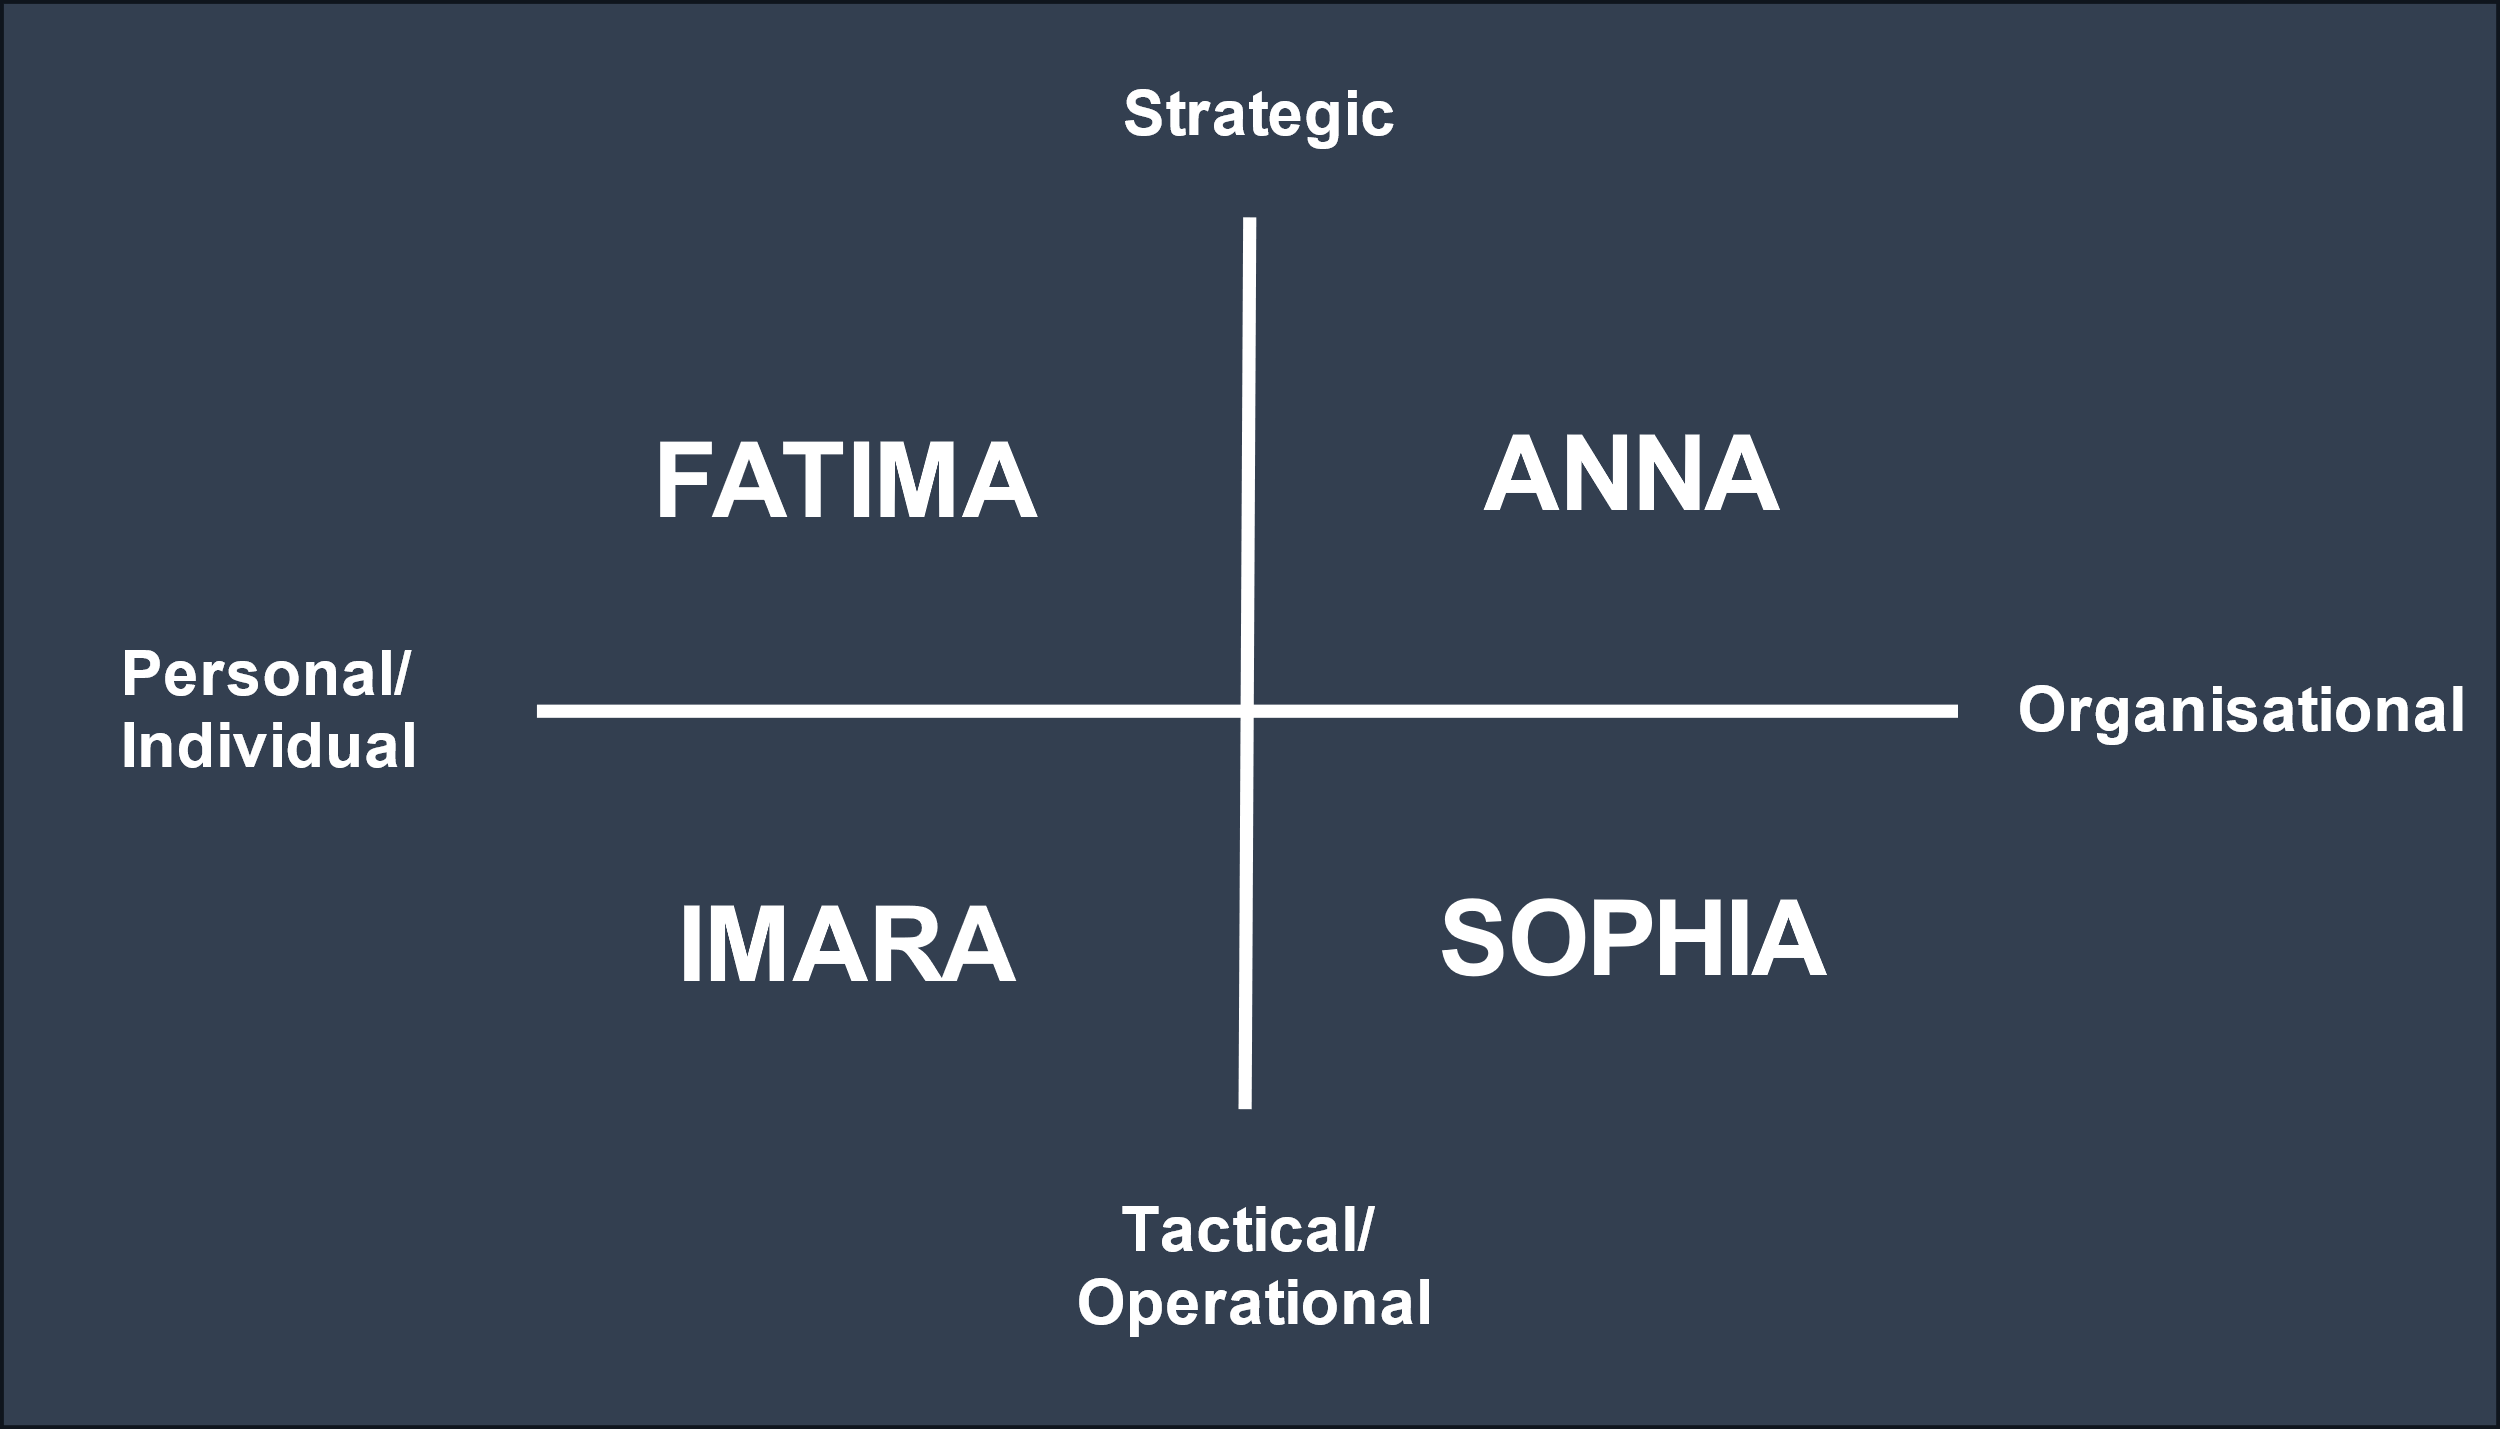 Strategic
FATIMA
ANNA
Personal/
Individual
Organisational
IMARA
SOPHIA
Tactical/
Operational